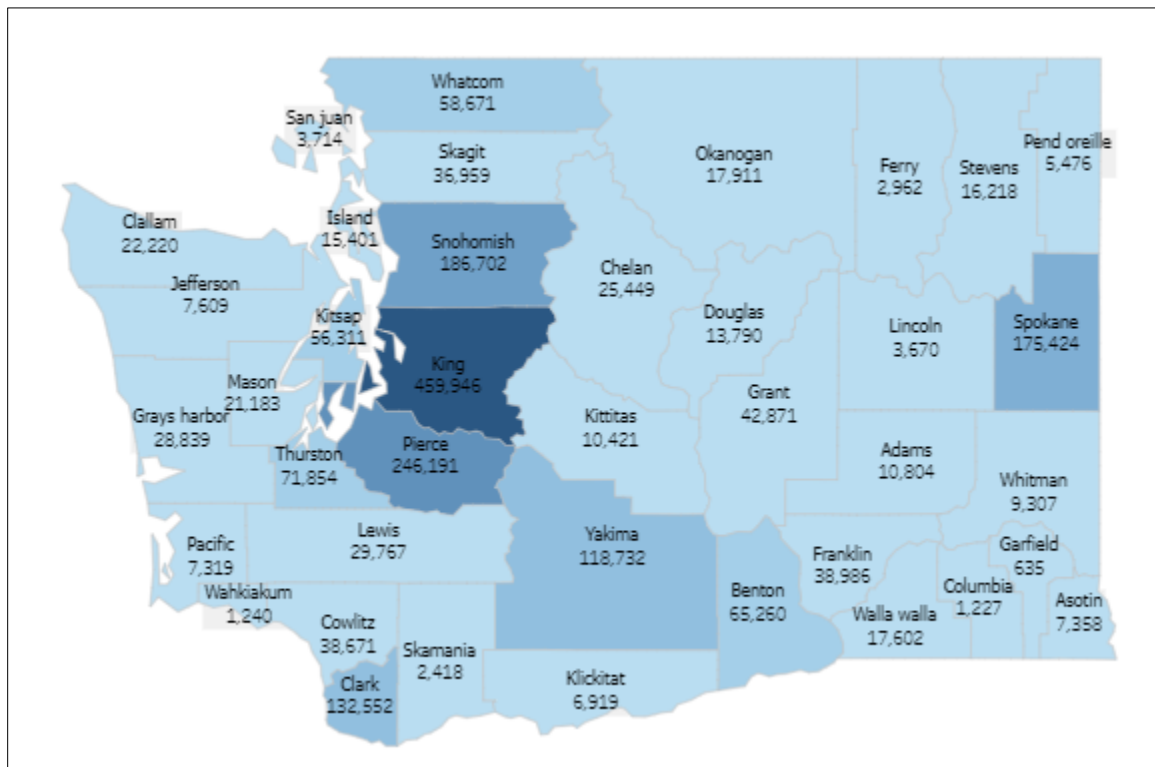 Whatcom
58,671
San juan
3,714
Skagit
36,959
Okanogan
17,911
Ferry
2,962
Stevens
16,218
Pend oreille
5,476
Clallam
22,220
Island
15,401
Snohomish
186,702
Jefferson
7,609
Chelan
25,449
Kitsap
56,311
Douglas
13,790
Lincoln
3,670
Spokane
175,424
King
459,946
Mason
21,183
Grays harbor
28,839
Kittitas
10,421
Grant
42,871
Thurston
71,854
Pierce
246,191
Adams
10,804
Whitman
9,307
Pacific
7,319
Lewis
29,767
Yakima
118,732
Franklin
38,986
Garfield
635
Wahkiakum
1,240
Benton
65,260
Columbia
1,227
Asotin
7,358
Walla walla
17,602
Cowlitz
38,671
Skamania
2,418
Clark
132,552
Klickitat
6,919